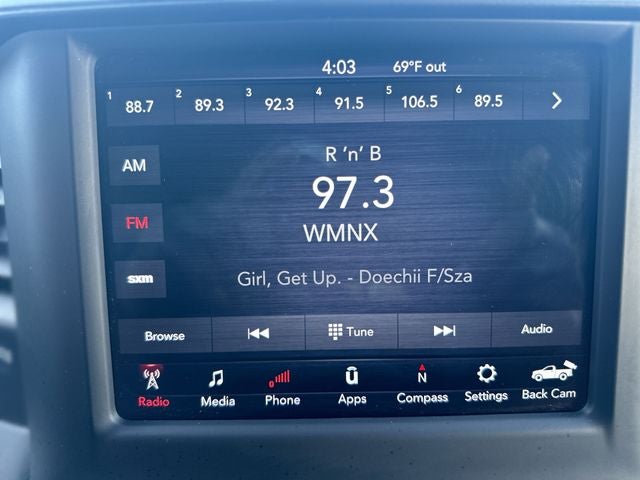 4:03 69°F out
1 88.7 2 89.3 3 92.3 4 91.5 5 106.5 6 89.5
AM
R 'n' B
97.3
FM
WMNX
sxm
Girl, Get Up. - Doechii F/Sza
Browse Tune Audio
N
Radio Media Phone Apps Compass Settings Back Cam